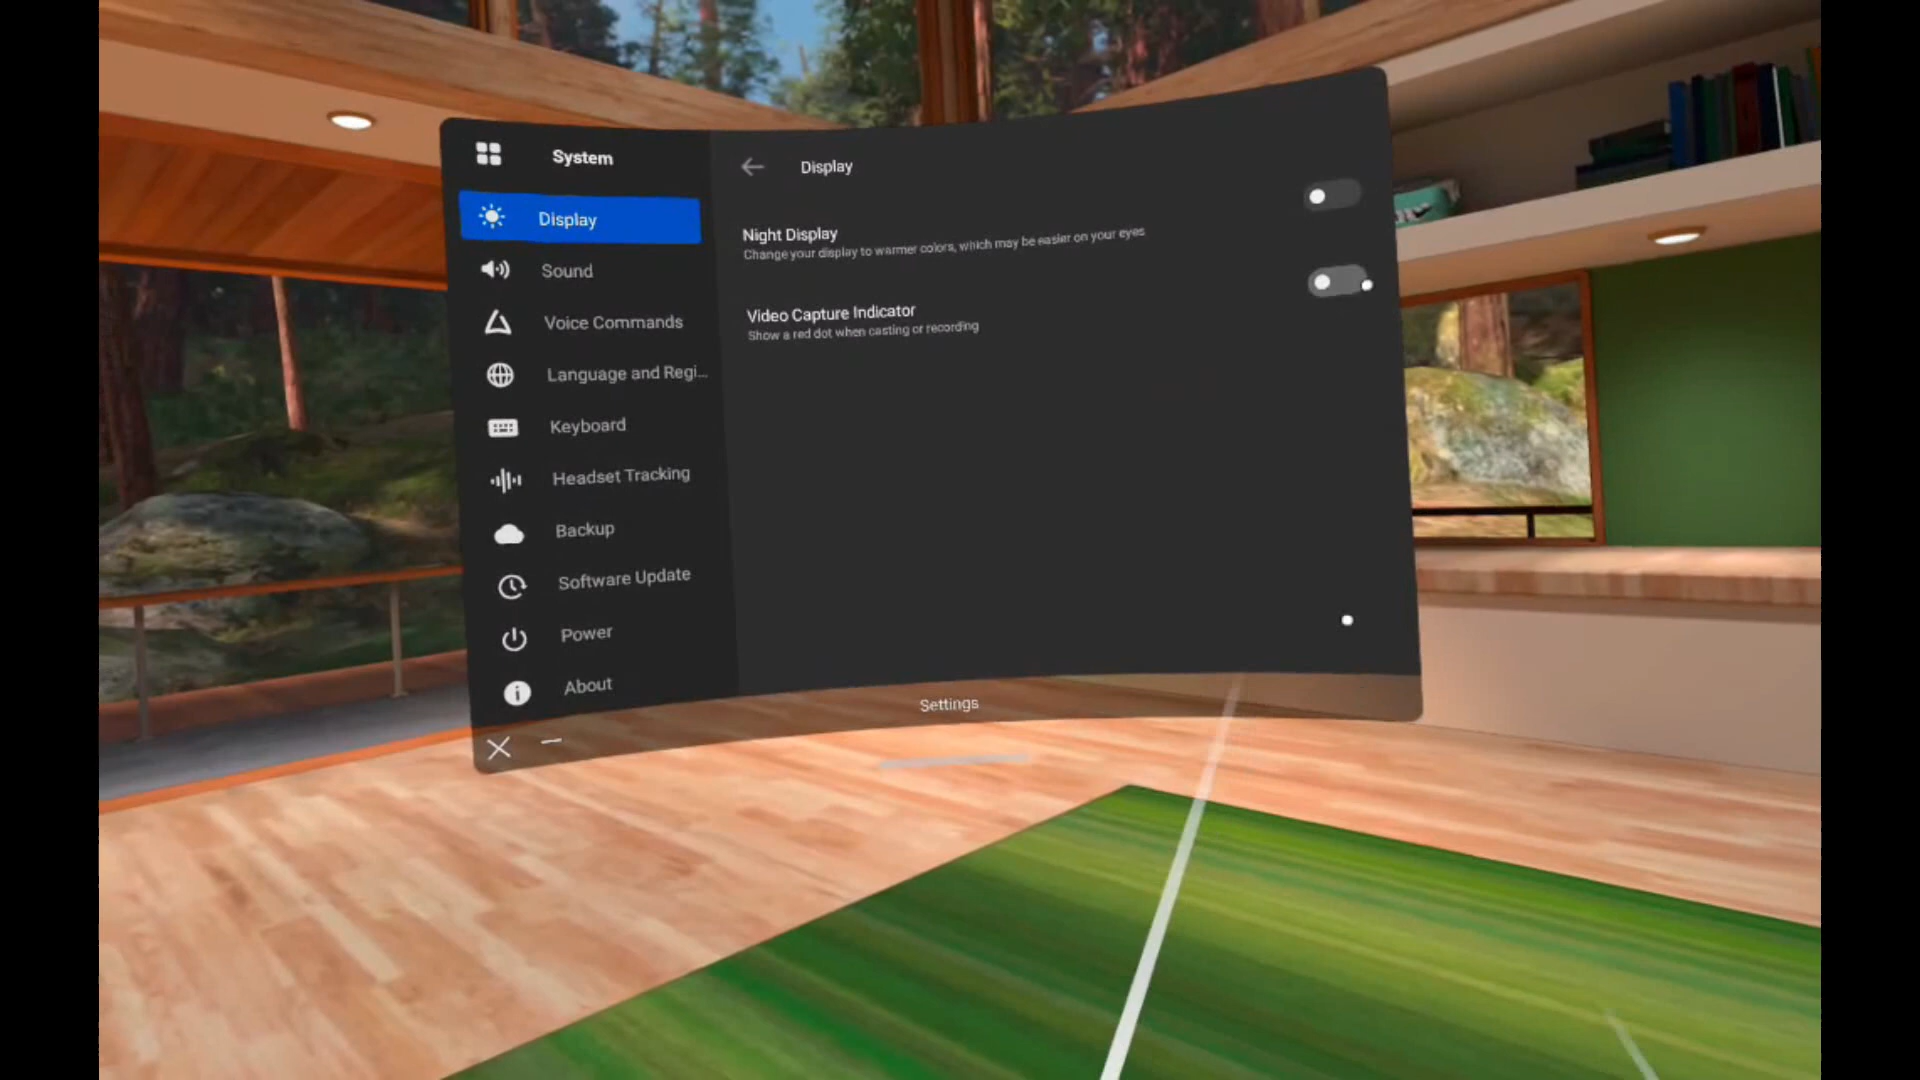 System
Display
Sound
Voice Commands
Language and Regi...
Keyboard
Headset Tracking
Backup
Software Update
Power
About
Display
Night Display
Change your display to warmer colors, which may be easier on your eyes
Video Capture Indicator
Show a red dot when casting or recording
Settings